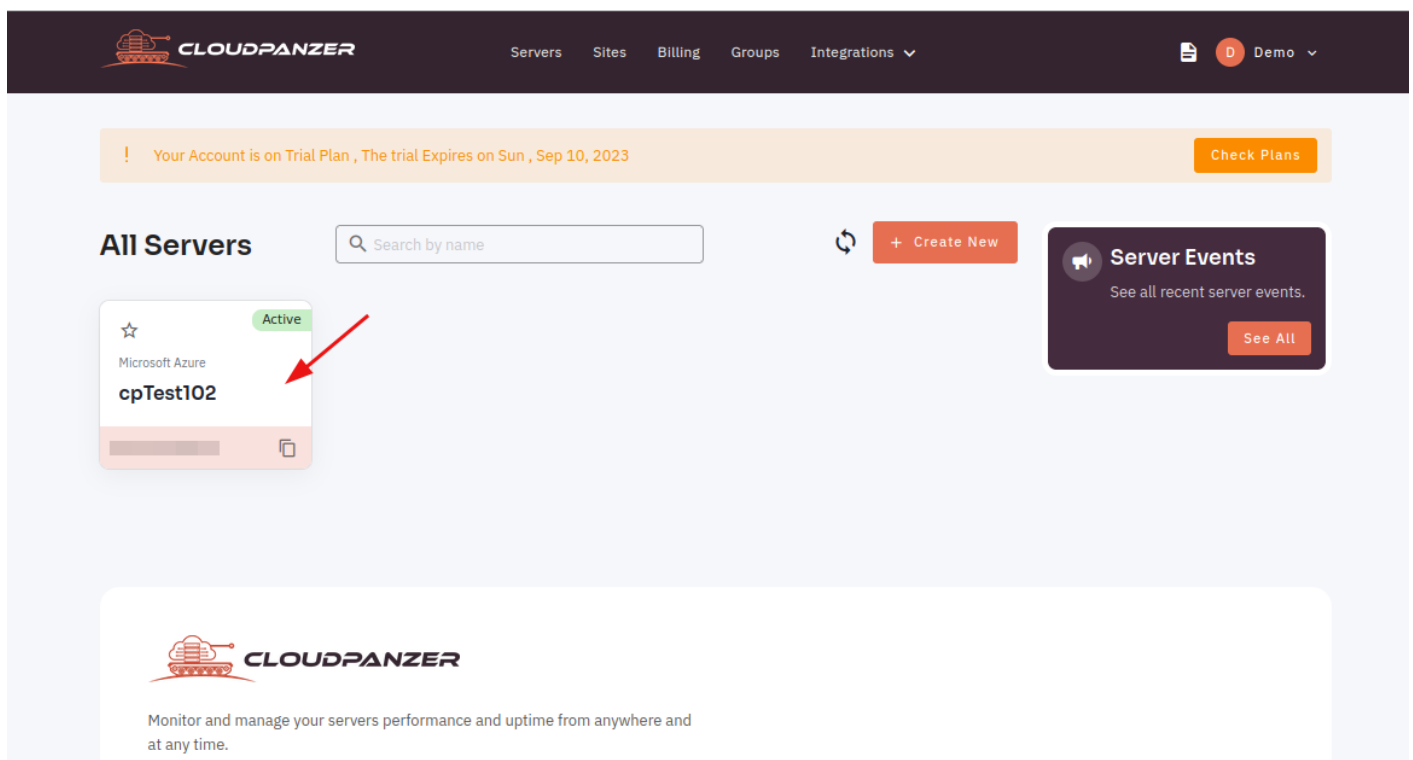 CLOUDPANZER
Servers Sites Billing Groups Integrations
D Demo
! Your Account is on Trial Plan , The trial Expires on Sun , Sep 10, 2023
Check Plans
All Servers
Search by name
+ Create New
Server Events
See all recent server events.
See All
Active
Microsoft Azure
cpTest102
CLOUDPANZER
Monitor and manage your servers performance and uptime from anywhere and
at any time.